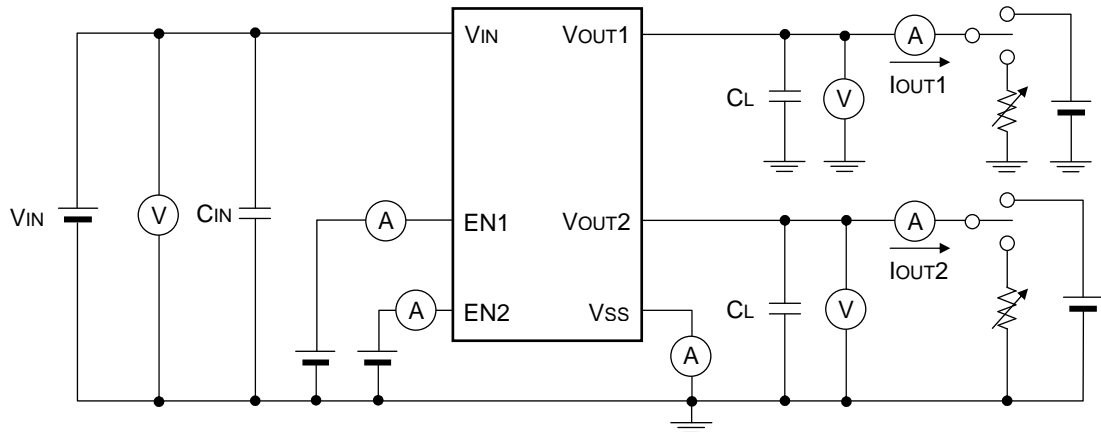 VIN VOUT1 A
IOUT1
CL V
VIN V CIN
A EN1 VOUT2 A
IOUT2
A EN2 VSS CL V
A